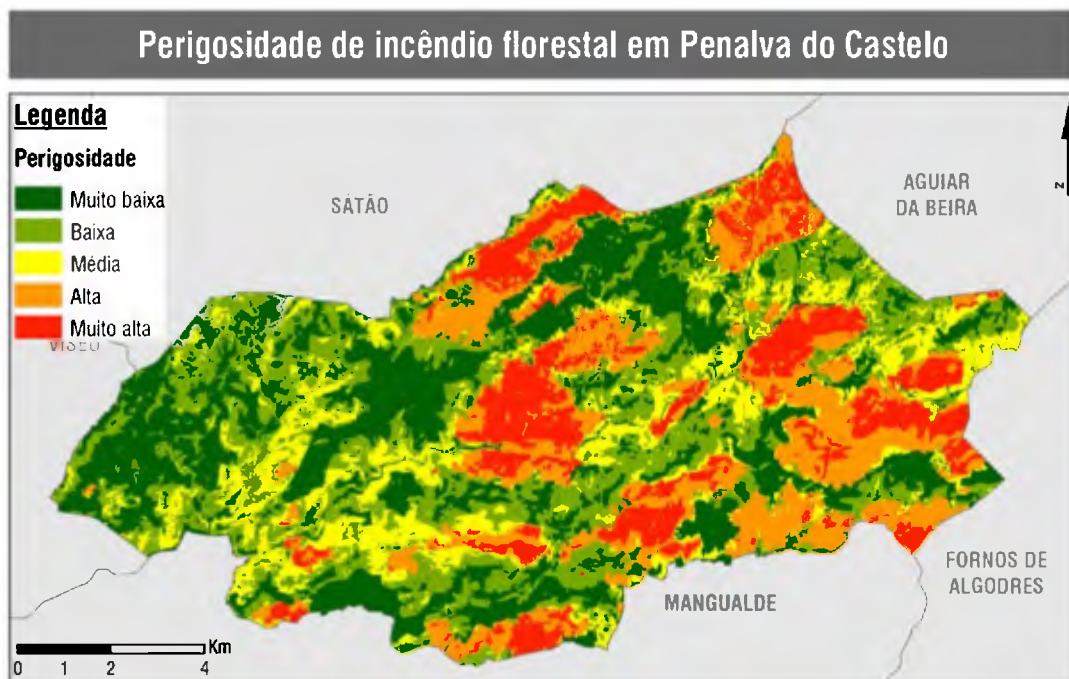 Perigosidade de incêndio florestal em Penalva do Castelo
Legenda
Perigosidade
Muito baixa
Baixa
Média
Alta
Muito alta
SÁTÃO
AGUIAR
DA BEIRA
VISEU
FORNOS DE
ALGODRES
MANGUALDE
Km
0 1 2 4
N